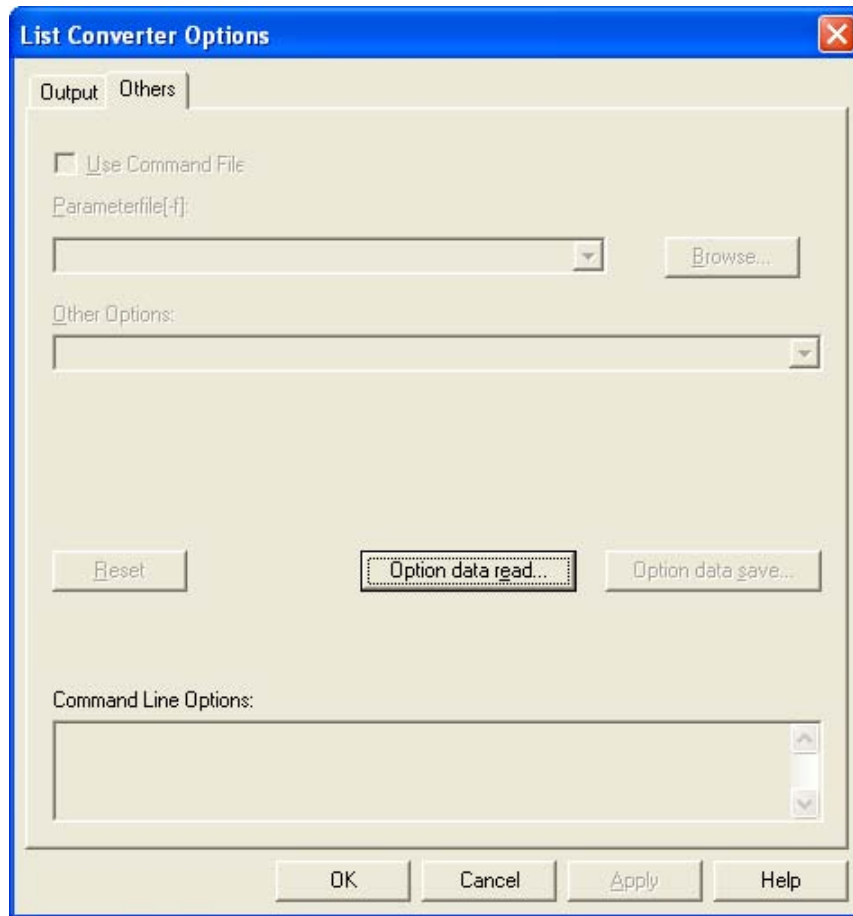 List Converter Options
Output Others
Use Command File
Parameterfile[-f]:
Browse...
Other Options:
Reset Option data read... Option data save...
Command Line Options:
OK Cancel Apply Help